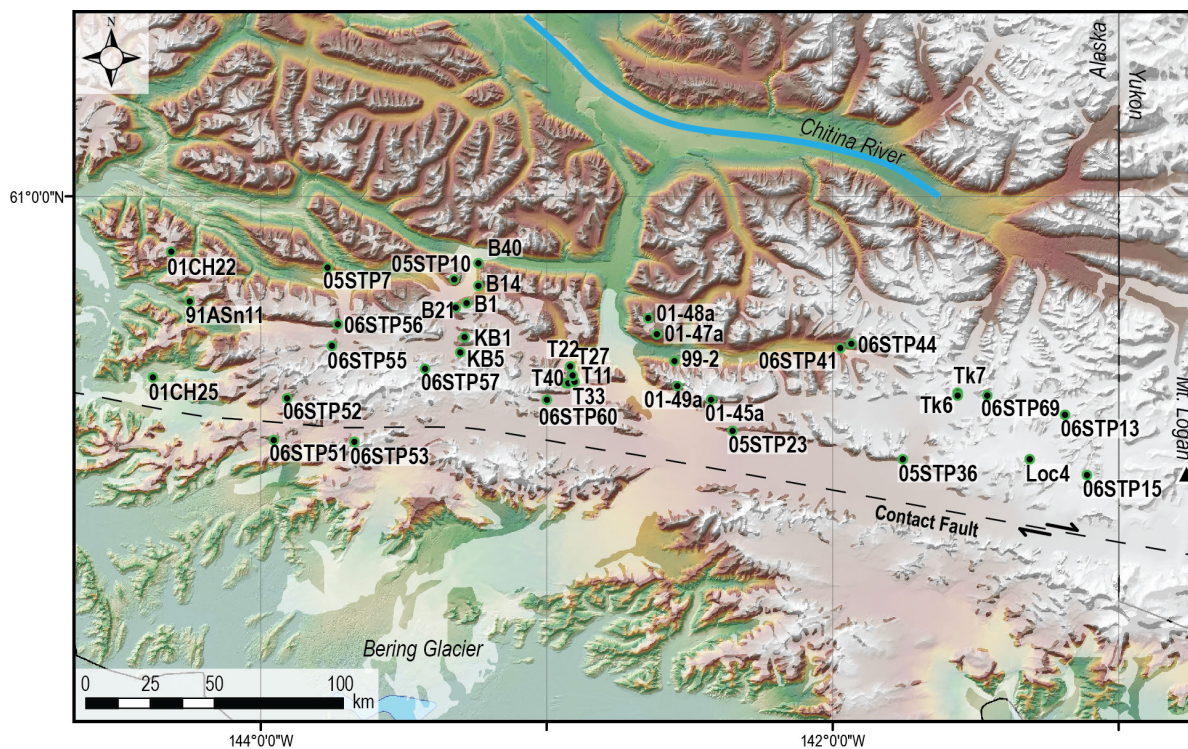 N
Alaska
Yukon
Chitina River
61°0'0"N
B40
05STP10
01CH22
05STP7
B14
91ASn11
B21
B1
01-48a
06STP56
01-47a
KB1
06STP44
06STP55
T22
T27
99-2
06STP41
KB5
T40
T11
Tk7
Mt. Logan
01CH25
06STP57
T33
01-49a
Tk6
06STP69
06STP52
06STP60
01-45a
06STP13
06STP51
06STP53
05STP23
05STP36
Loc4
06STP15
Contact Fault
Bering Glacier
0 25 50 100
km
144°0'0"W
142°0'0"W